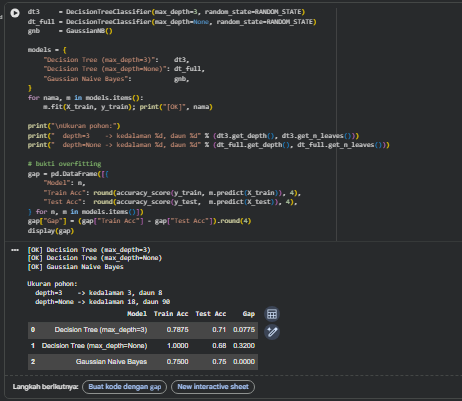 dt3     = DecisionTreeClassifier(max_depth=3, random_state=RANDOM_STATE)
dt_full = DecisionTreeClassifier(max_depth=None, random_state=RANDOM_STATE)
gnb     = GaussianNB()
models = {
"Decision Tree (max_depth=3)":    dt3,
"Decision Tree (max_depth=None)": dt_full,
"Gaussian Naive Bayes":           gnb,
}
for nama, m in models.items():
m.fit(X_train, y_train); print("[OK]", nama)
print("\nUkuran pohon:")
print("  depth=3    -> kedalaman %d, daun %d" % (dt3.get_depth(), dt3.get_n_leaves()))
print("  depth=None -> kedalaman %d, daun %d" % (dt_full.get_depth(), dt_full.get_n_leaves()))
# bukti overfitting
gap = pd.DataFrame([{
"Model": n,
"Train Acc": round(accuracy_score(y_train, m.predict(X_train)), 4),
"Test Acc":  round(accuracy_score(y_test,  m.predict(X_test)), 4),
} for n, m in models.items()])
gap["Gap"] = (gap["Train Acc"] - gap["Test Acc"]).round(4)
display(gap)
[OK] Decision Tree (max_depth=3)
[OK] Decision Tree (max_depth=None)
[OK] Gaussian Naive Bayes
Ukuran pohon:
depth=3    -> kedalaman 3, daun 8
depth=None -> kedalaman 18, daun 90
Model Train Acc Test Acc Gap
0 Decision Tree (max_depth=3) 0.7875 0.71 0.0775
1 Decision Tree (max_depth=None) 1.0000 0.68 0.3200
2 Gaussian Naive Bayes 0.7500 0.75 0.0000
Langkah berikutnya: Buat kode dengan gap New interactive sheet